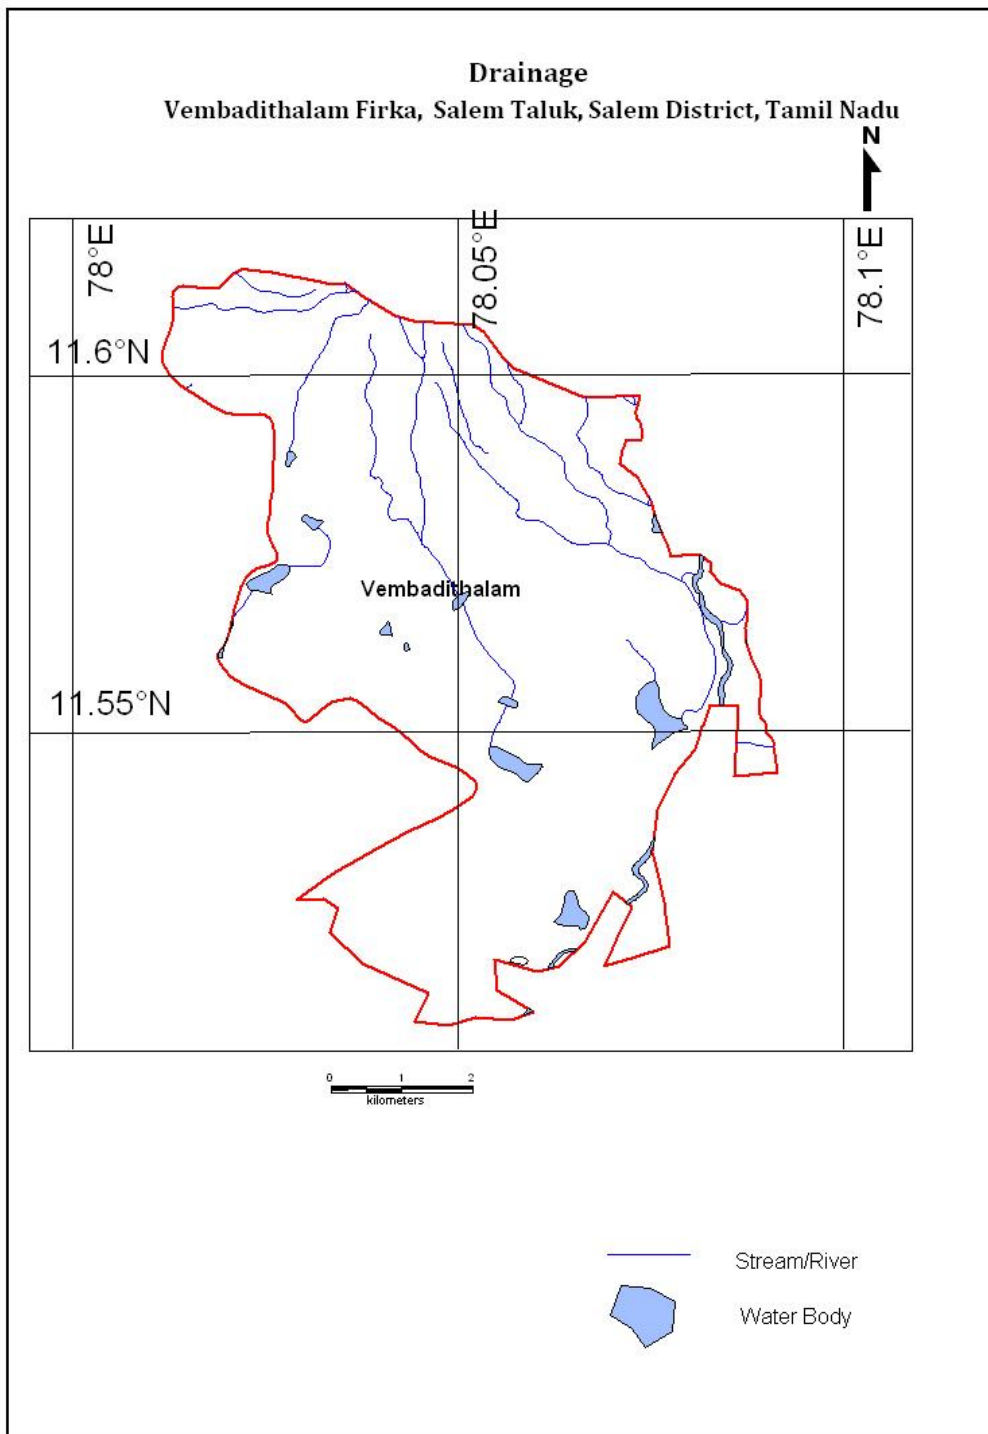 Drainage
Vembadithalam Firka, Salem Taluk, Salem District, Tamil Nadu
N
78°E
78.05°E
78.1°E
11.6°N
Vembadithalam
11.55°N
0 1 2
kilometers
Stream/River
Water Body